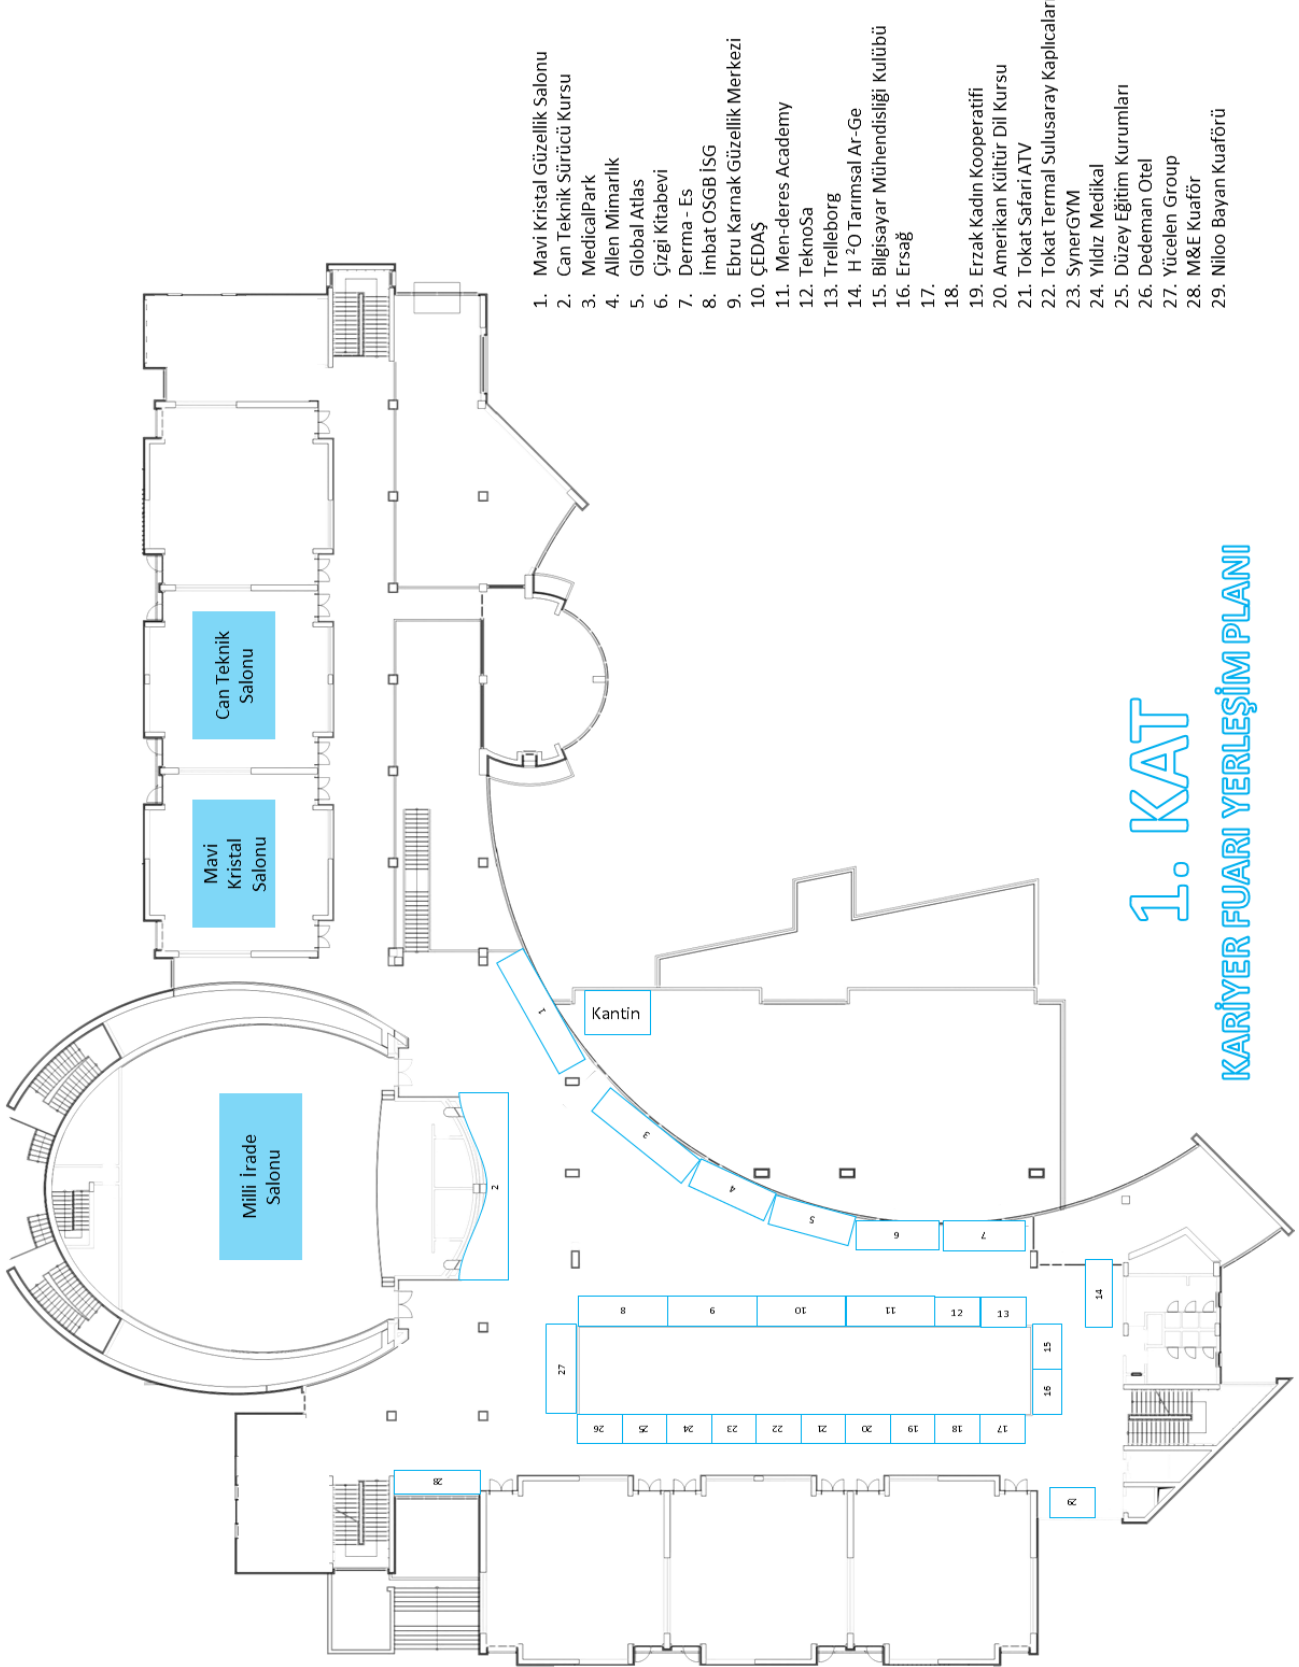 1. Mavi Kristal Güzellik Salonu
2. Can Teknik Sürücü Kursu
3. MedicalPark
4. Allen Mimarlık
5. Global Atlas
6. Çizgi Kitabevi
7. Derma - Es
8. İmbat OSGB İSG
9. Ebru Karnak Güzellik Merkezi
10. ÇEDAŞ
11. Men-deres Academy
12. TeknoSa
13. Trelleborg
14. H²O Tarımsal Ar-Ge
15. Bilgisayar Mühendisliği Kulübü
16. Ersağ
17.
18.
19. Erzak Kadın Kooperatifi
20. Amerikan Kültür Dil Kursu
21. Tokat Safari ATV
22. Tokat Termal Sulusaray Kaplıcaları
23. SynerGYM
24. Yıldız Medikal
25. Düzey Eğitim Kurumları
26. Dedeman Otel
27. Yücelen Group
28. M&E Kuaför
29. Niloo Bayan Kuaförü
Can Teknik
Salonu
Mavi
Kristal
Salonu
Milli İrade
Salonu
Kantin
1
2
3
4
5
6
7
8
9
10
11
12
13
14
15
16
17
18
19
20
21
22
23
24
25
26
27
28
29
1. KAT
KARİYER FUARI YERLEŞİM PLANI